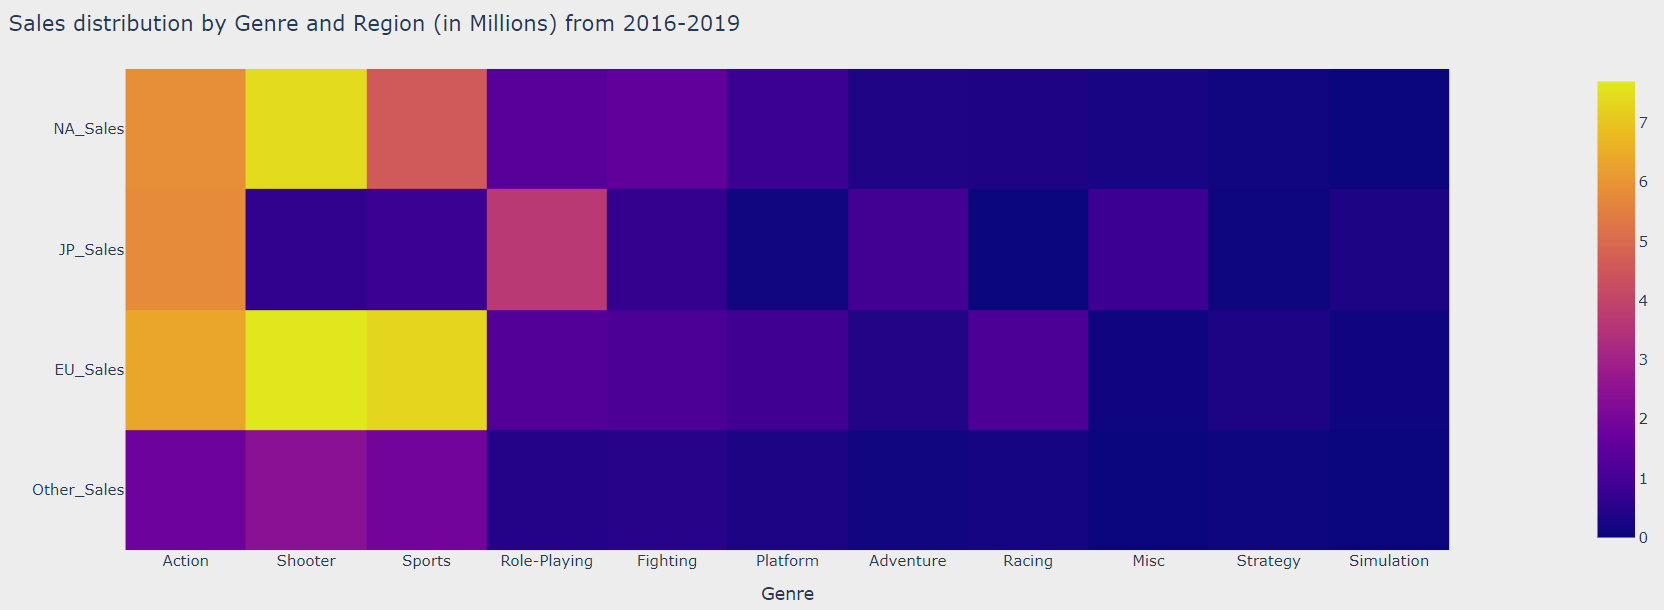 Sales distribution by Genre and Region (in Millions) from 2016-2019
NA_Sales
JP_Sales
EU_Sales
Other_Sales
Action Shooter Sports Role-Playing Fighting Platform Adventure Racing Misc Strategy Simulation
Genre
7
6
5
4
3
2
1
0